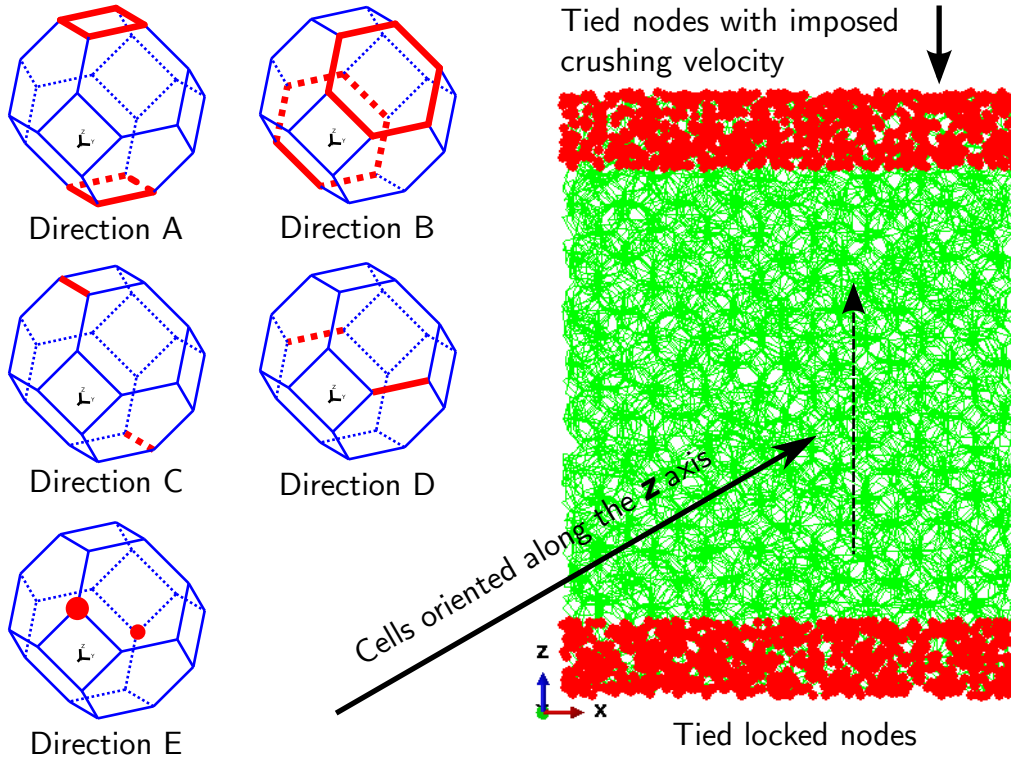 Direction A
Direction B
Direction C
Direction D
Direction E
Tied nodes with imposed
crushing velocity
Cells oriented along the z axis
z
x
Tied locked nodes